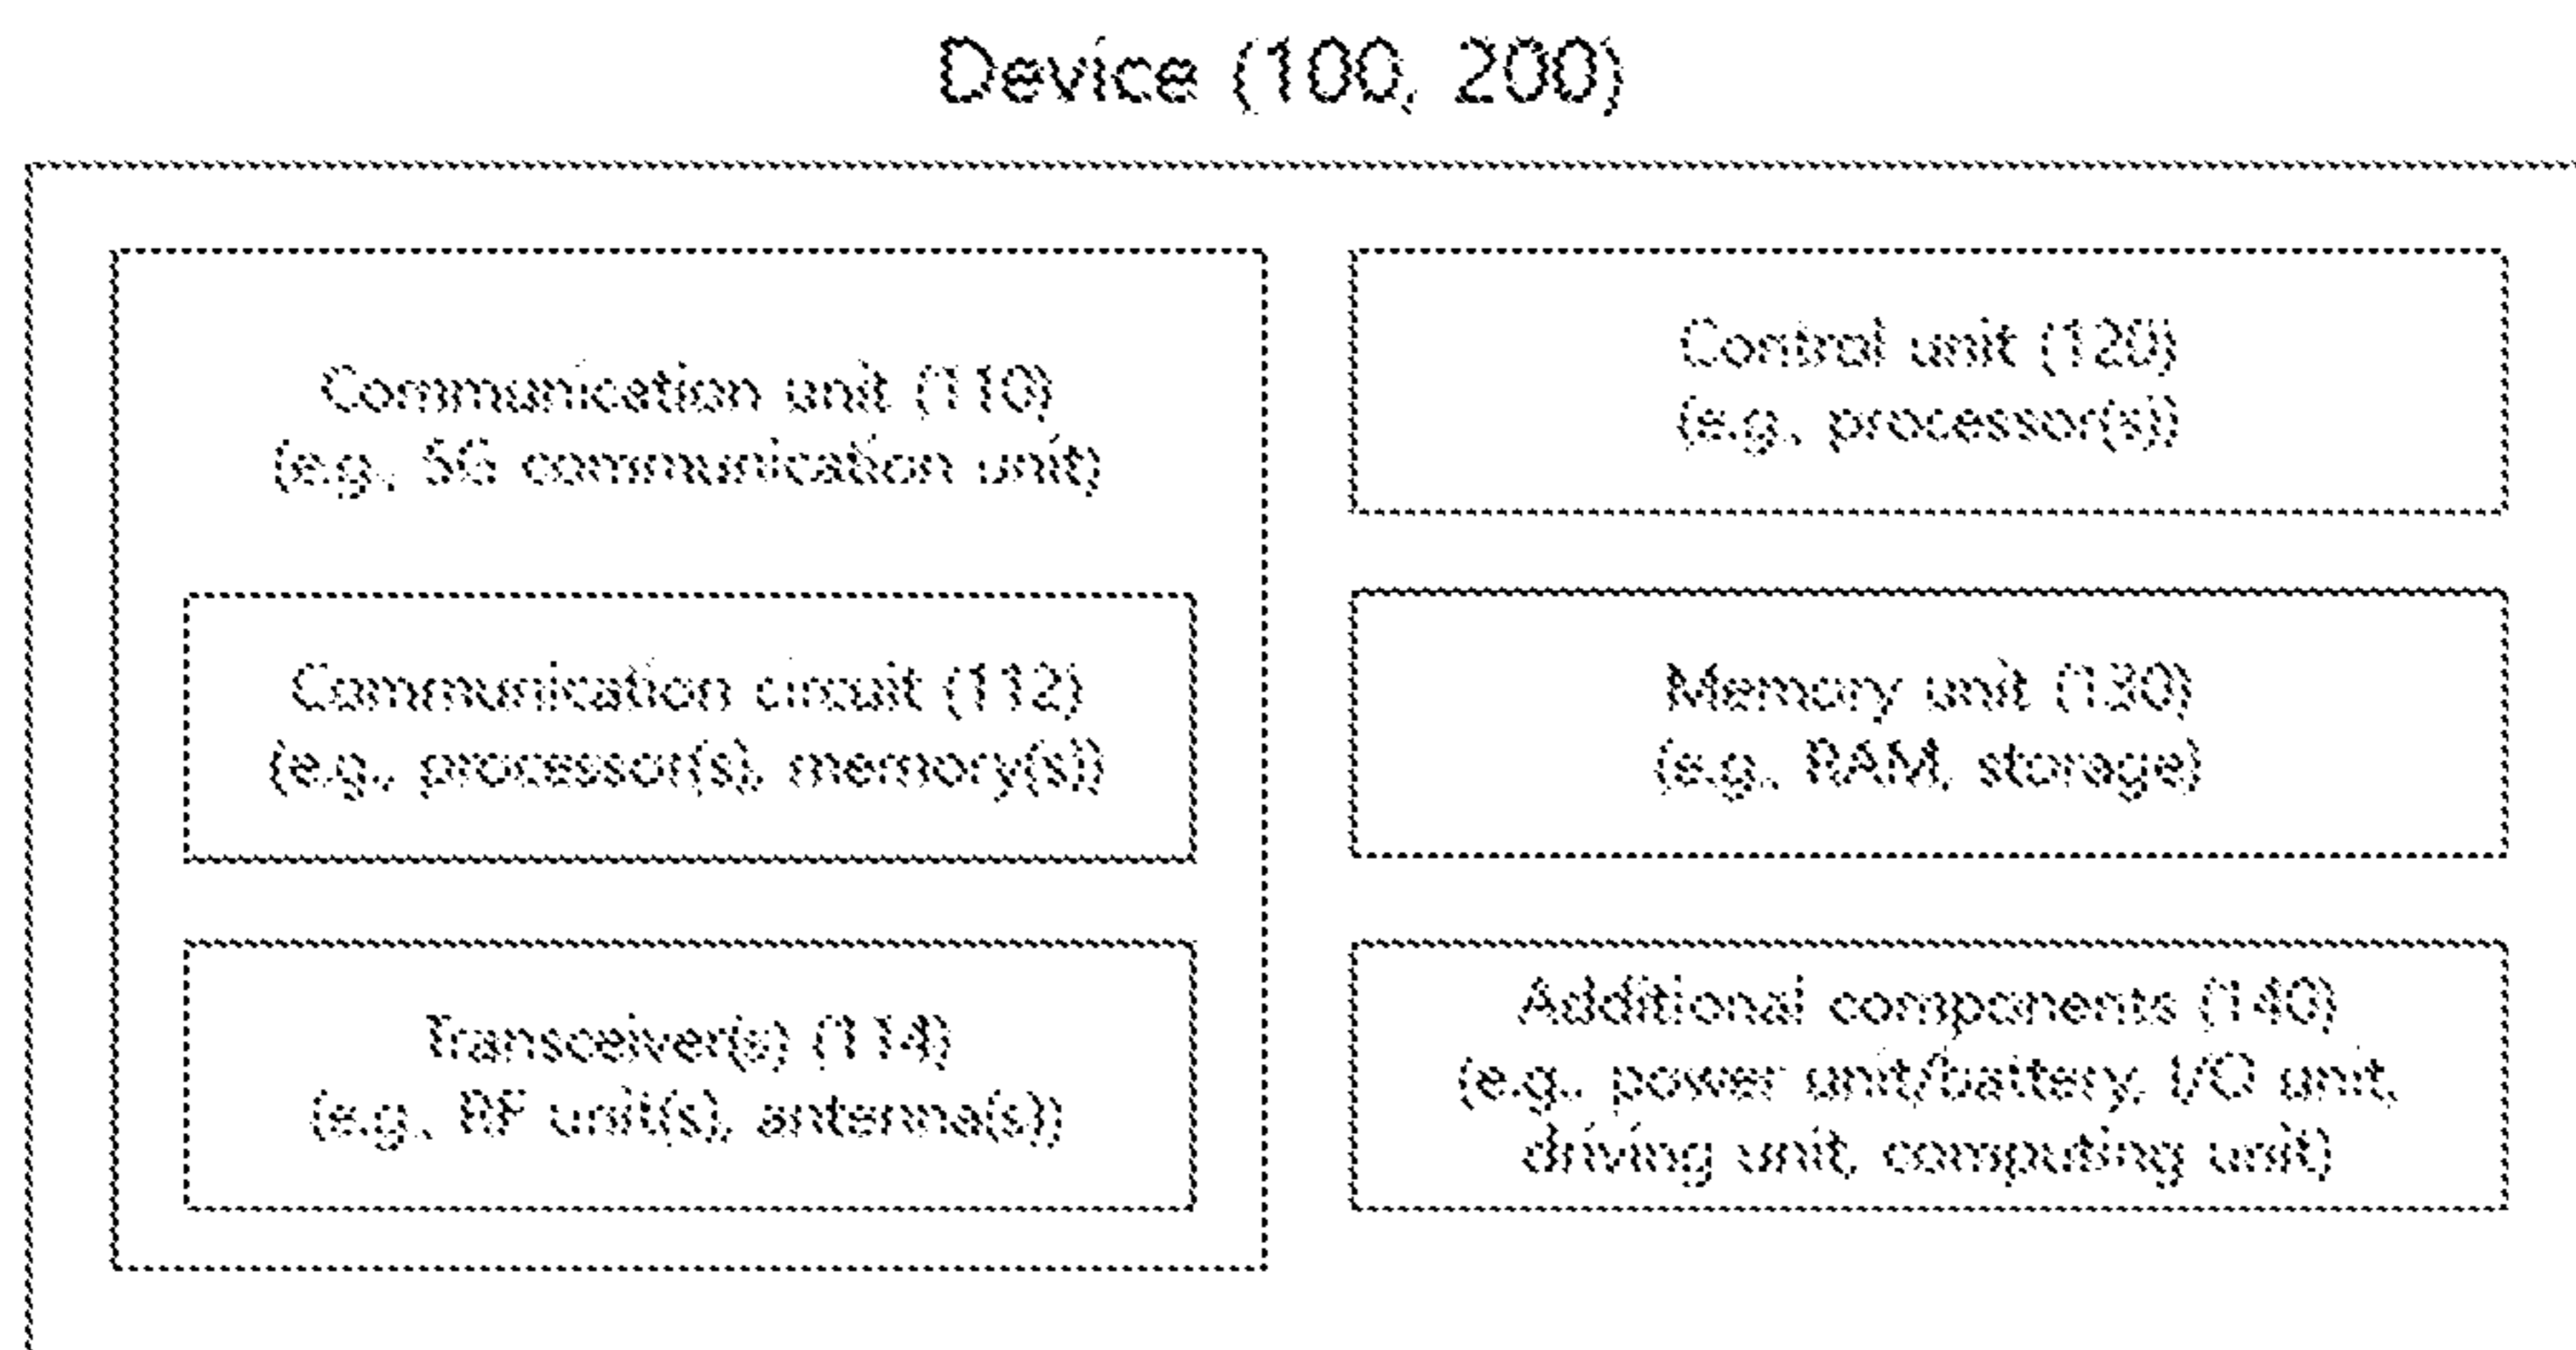 Device (100, 200)
Communication unit (110)
(e.g., 5G communication unit)
Communication circuit (112)
(e.g., processor(s), memory(s))
Transceiver(s) (114)
(e.g., RF unit(s), antenna(s))
Control unit (120)
(e.g., processor(s))
Memory unit (130)
(e.g., RAM, storage)
Additional components (140)
(e.g., power unit/battery, I/O unit,
driving unit, computing unit)